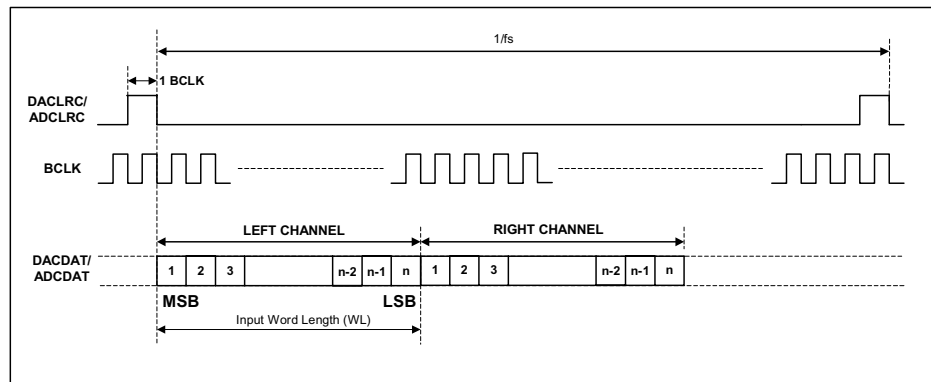 1/fs
1 BCLK
DACLRC/
ADCLRC
BCLK
LEFT CHANNEL RIGHT CHANNEL
DACDAT/
ADCDAT
1 2 3 n-2 n-1 n 1 2 3 n-2 n-1 n
MSB LSB
Input Word Length (WL)